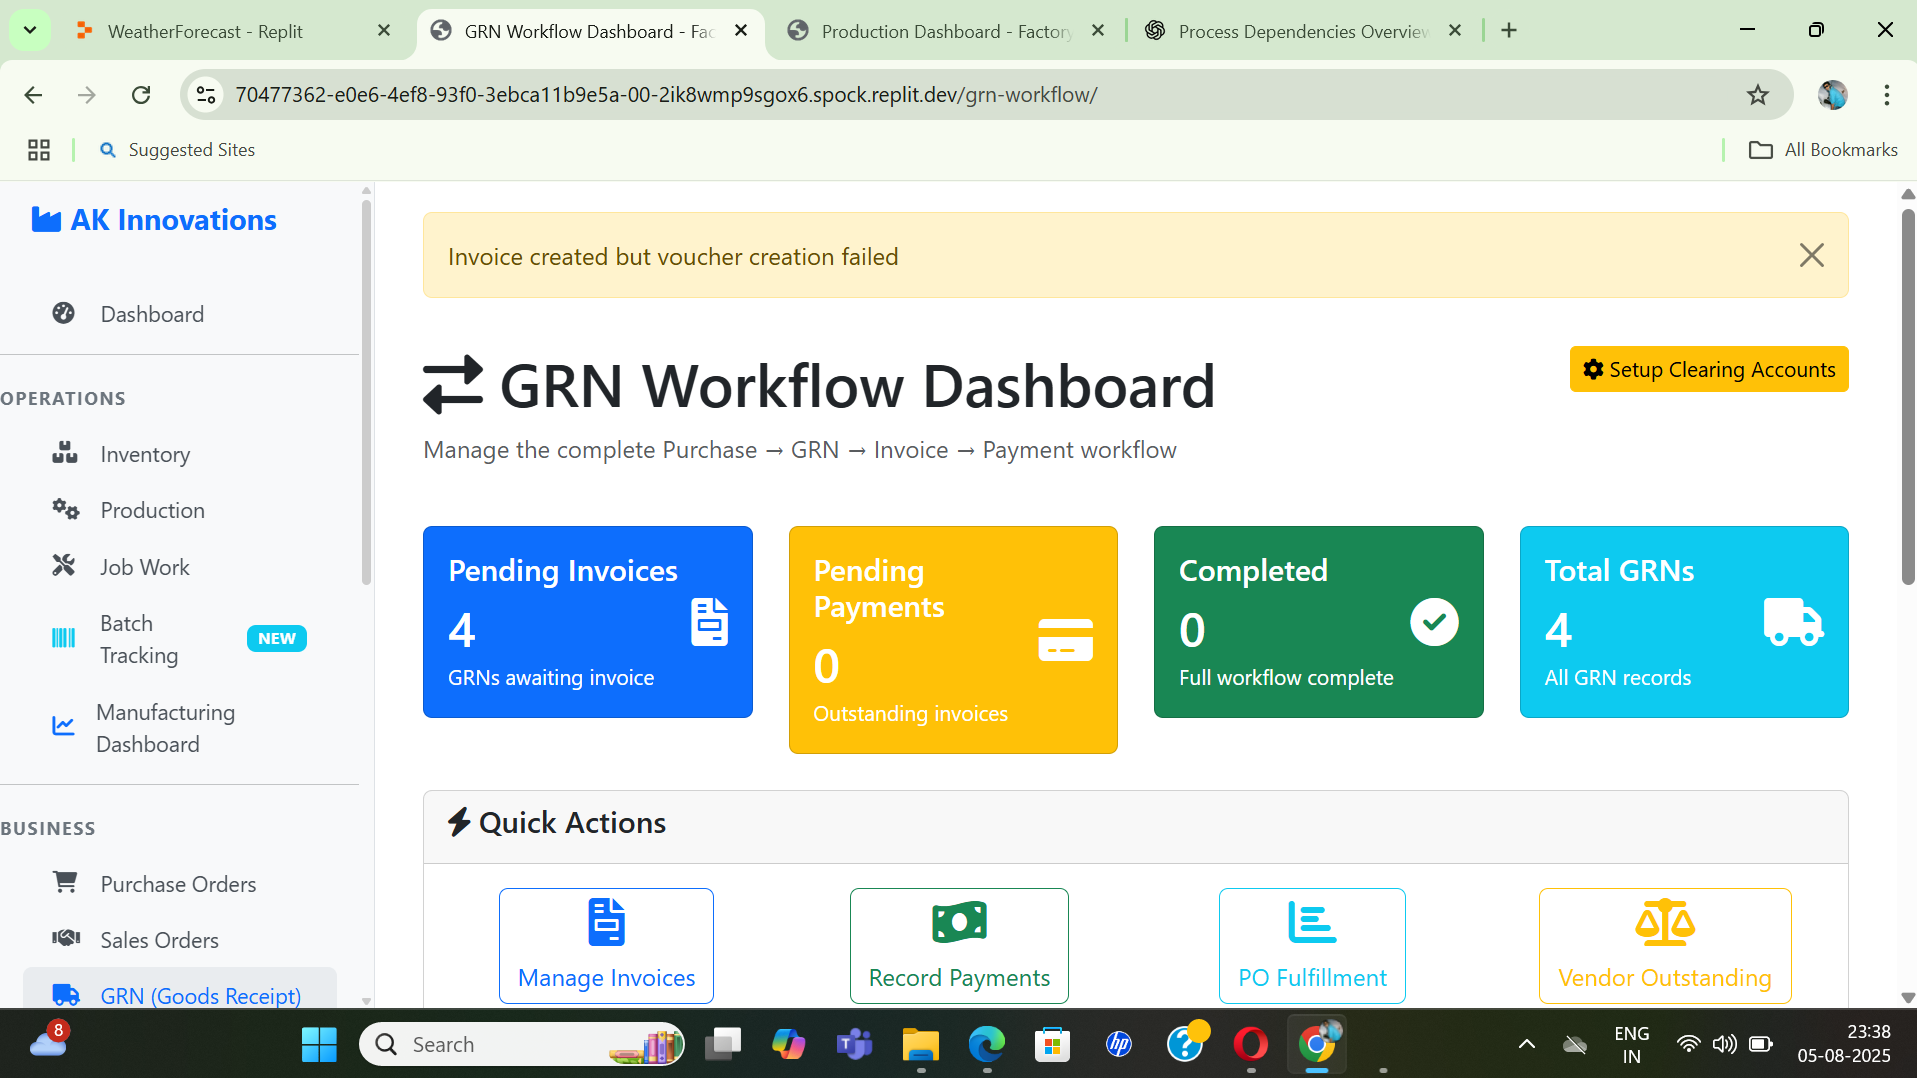 WeatherForecast - Replit
GRN Workflow Dashboard - Fac
Production Dashboard - Factory
Process Dependencies Overview
70477362-e0e6-4ef8-93f0-3ebca11b9e5a-00-2ik8wmp9sgox6.spock.replit.dev/grn-workflow/
Suggested Sites
All Bookmarks
AK Innovations
Dashboard
OPERATIONS
Inventory
Production
Job Work
Batch
Tracking
NEW
Manufacturing
Dashboard
BUSINESS
Purchase Orders
Sales Orders
GRN (Goods Receipt)
Invoice created but voucher creation failed
GRN Workflow Dashboard
Setup Clearing Accounts
Manage the complete Purchase → GRN → Invoice → Payment workflow
Pending Invoices
4
GRNs awaiting invoice
Pending
Payments
0
Outstanding invoices
Completed
0
Full workflow complete
Total GRNs
4
All GRN records
Quick Actions
Manage Invoices
Record Payments
PO Fulfillment
Vendor Outstanding
8
Search
T
hp
?
ENG
IN
23:38
05-08-2025